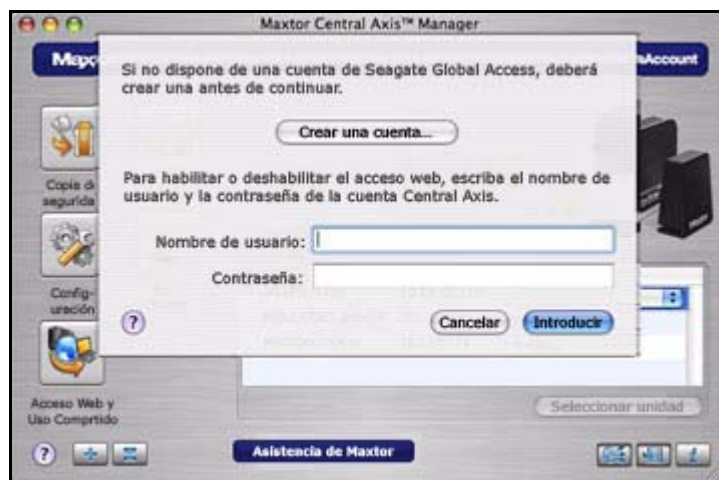 Maxtor Central Axis™ Manager
Si no dispone de una cuenta de Seagate Global Access, deberá
crear una antes de continuar.
Crear una cuenta...
Para habilitar o deshabilitar el acceso web, escriba el nombre de
usuario y la contraseña de la cuenta Central Axis.
Nombre de usuario:
Contraseña:
?
Cancelar
Introducir
Copia de
segurida
Config-
uración
Acceso Web y
Uso Comprtido
Seleccionar unidad
?
Asistencia de Maxtor
i